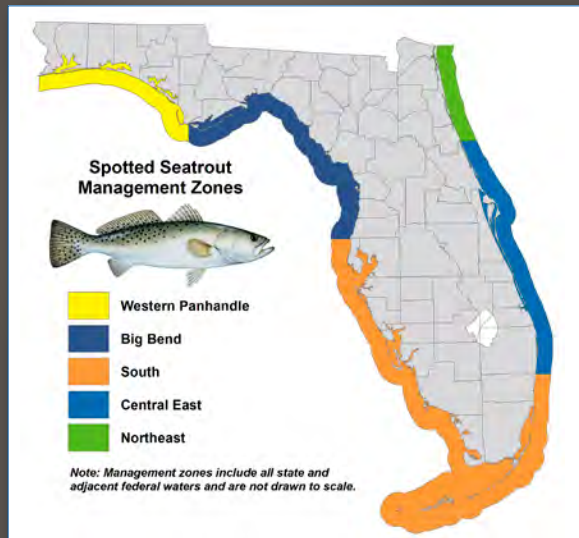 Spotted Seatrout
Management Zones
Western Panhandle
Big Bend
South
Central East
Northeast
Note: Management zones include all state and
adjacent federal waters and are not drawn to scale.